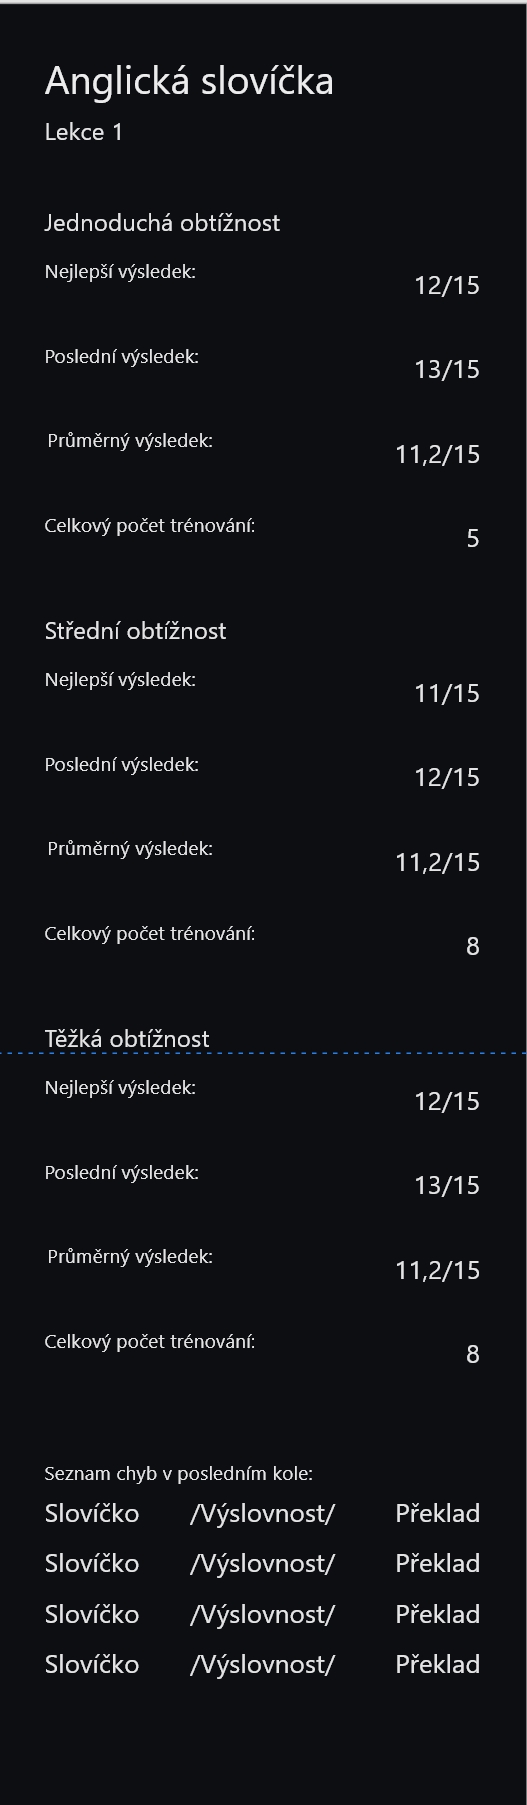 Anglická slovíčka
Lekce 1
Jednoduchá obtížnost
Nejlepší výsledek:
12/15
Poslední výsledek:
13/15
Průměrný výsledek:
11,2/15
Celkový počet trénování:
5
Střední obtížnost
Nejlepší výsledek:
11/15
Poslední výsledek:
12/15
Průměrný výsledek:
11,2/15
Celkový počet trénování:
8
Těžká obtížnost
Nejlepší výsledek:
12/15
Poslední výsledek:
13/15
Průměrný výsledek:
11,2/15
Celkový počet trénování:
8
Seznam chyb v posledním kole:
Slovíčko /Výslovnost/ Překlad
Slovíčko /Výslovnost/ Překlad
Slovíčko /Výslovnost/ Překlad
Slovíčko /Výslovnost/ Překlad